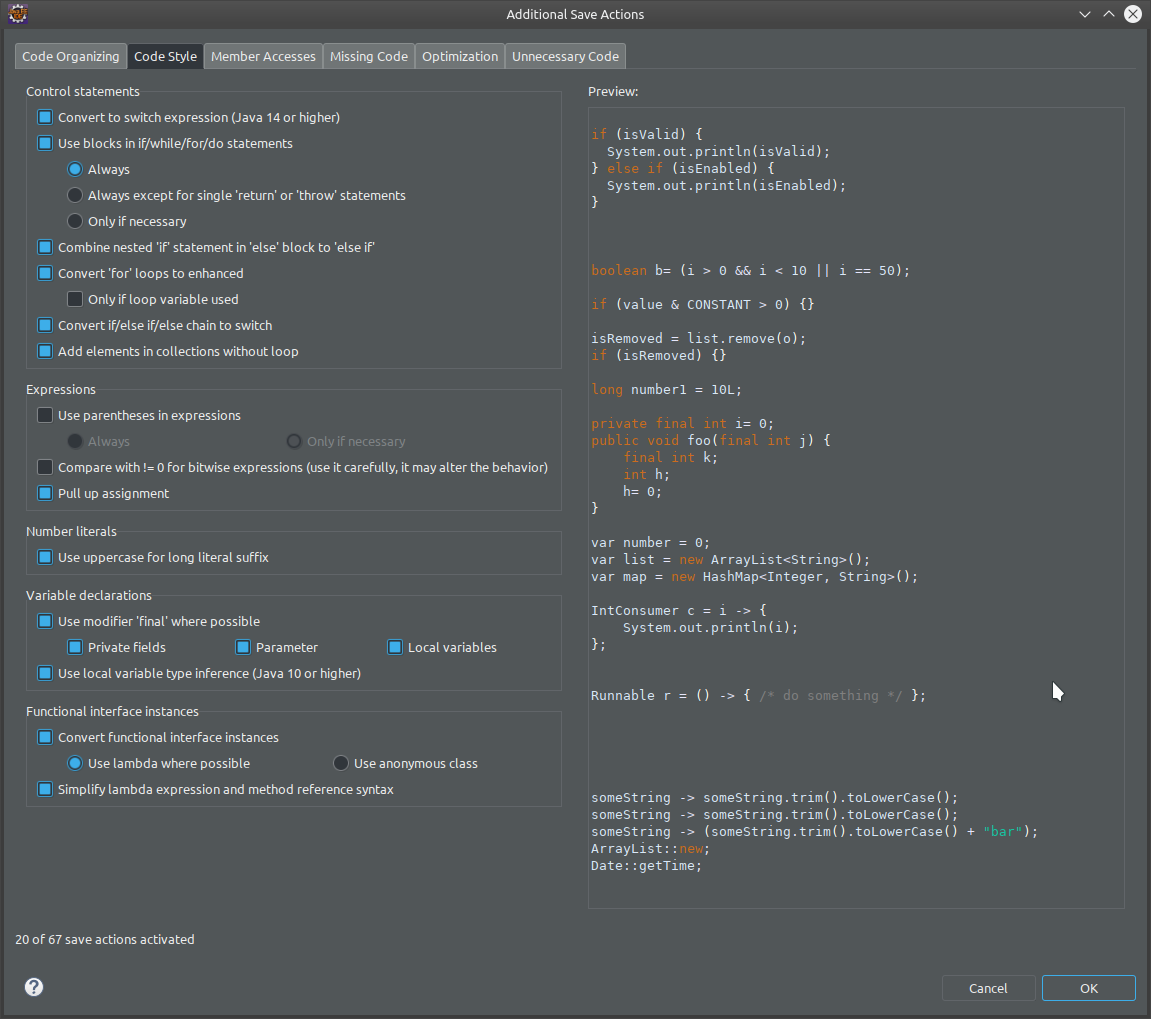 Additional Save Actions
Code Organizing Code Style Member Accesses Missing Code Optimization Unnecessary Code
Control statements
Convert to switch expression (Java 14 or higher)
Use blocks in if/while/for/do statements
Always
Always except for single 'return' or 'throw' statements
Only if necessary
Combine nested 'if' statement in 'else' block to 'else if'
Convert 'for' loops to enhanced
Only if loop variable used
Convert if/else if/else chain to switch
Add elements in collections without loop
Expressions
Use parentheses in expressions
Always Only if necessary
Compare with != 0 for bitwise expressions (use it carefully, it may alter the behavior)
Pull up assignment
Number literals
Use uppercase for long literal suffix
Variable declarations
Use modifier 'final' where possible
Private fields Parameter Local variables
Use local variable type inference (Java 10 or higher)
Functional interface instances
Convert functional interface instances
Use lambda where possible Use anonymous class
Simplify lambda expression and method reference syntax
Preview:
if (isValid) {
  System.out.println(isValid);
} else if (isEnabled) {
  System.out.println(isEnabled);
}
boolean b= (i > 0 && i < 10 || i == 50);
if (value & CONSTANT > 0) {}
isRemoved = list.remove(o);
if (isRemoved) {}
long number1 = 10L;
private final int i= 0;
public void foo(final int j) {
    final int k;
    int h;
    h= 0;
}
var number = 0;
var list = new ArrayList<String>();
var map = new HashMap<Integer, String>();
IntConsumer c = i -> {
    System.out.println(i);
};
Runnable r = () -> { /* do something */ };
someString -> someString.trim().toLowerCase();
someString -> someString.trim().toLowerCase();
someString -> (someString.trim().toLowerCase() + "bar");
ArrayList::new;
Date::getTime;
20 of 67 save actions activated
?
Cancel OK